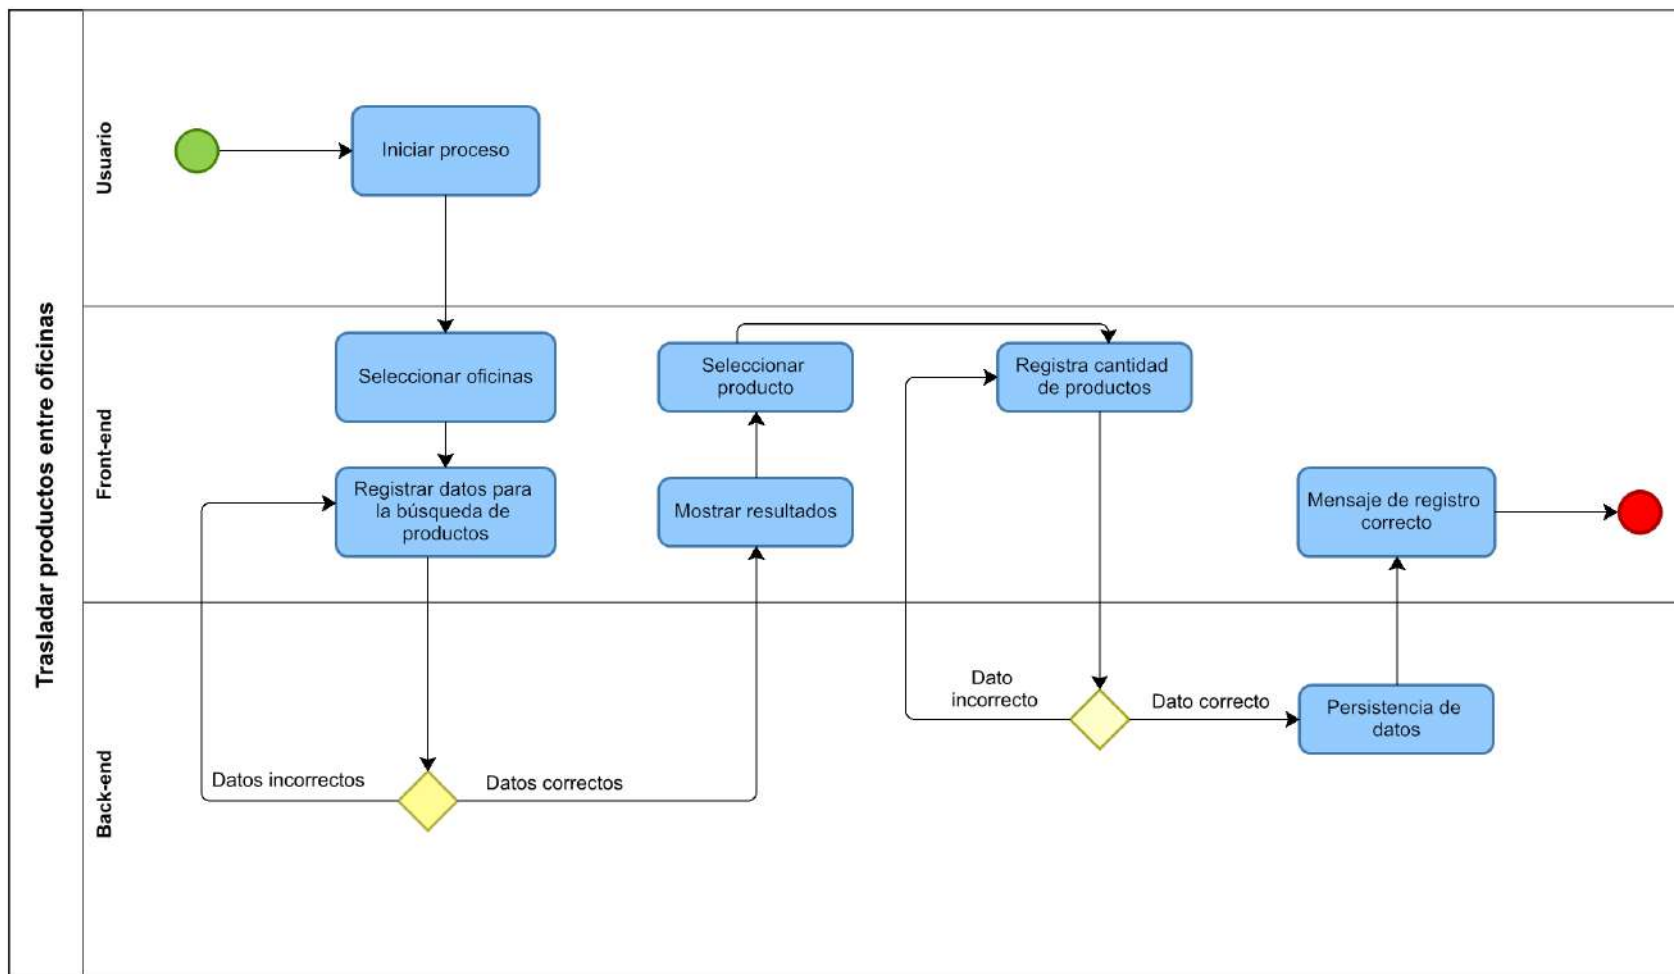 Trasladar productos entre oficinas
Usuario
Iniciar proceso
Front-end
Seleccionar oficinas
Registrar datos para
la búsqueda de
productos
Seleccionar
producto
Mostrar resultados
Registra cantidad
de productos
Mensaje de registro
correcto
Back-end
Datos incorrectos
Datos correctos
Dato
incorrecto
Dato correcto
Persistencia de
datos